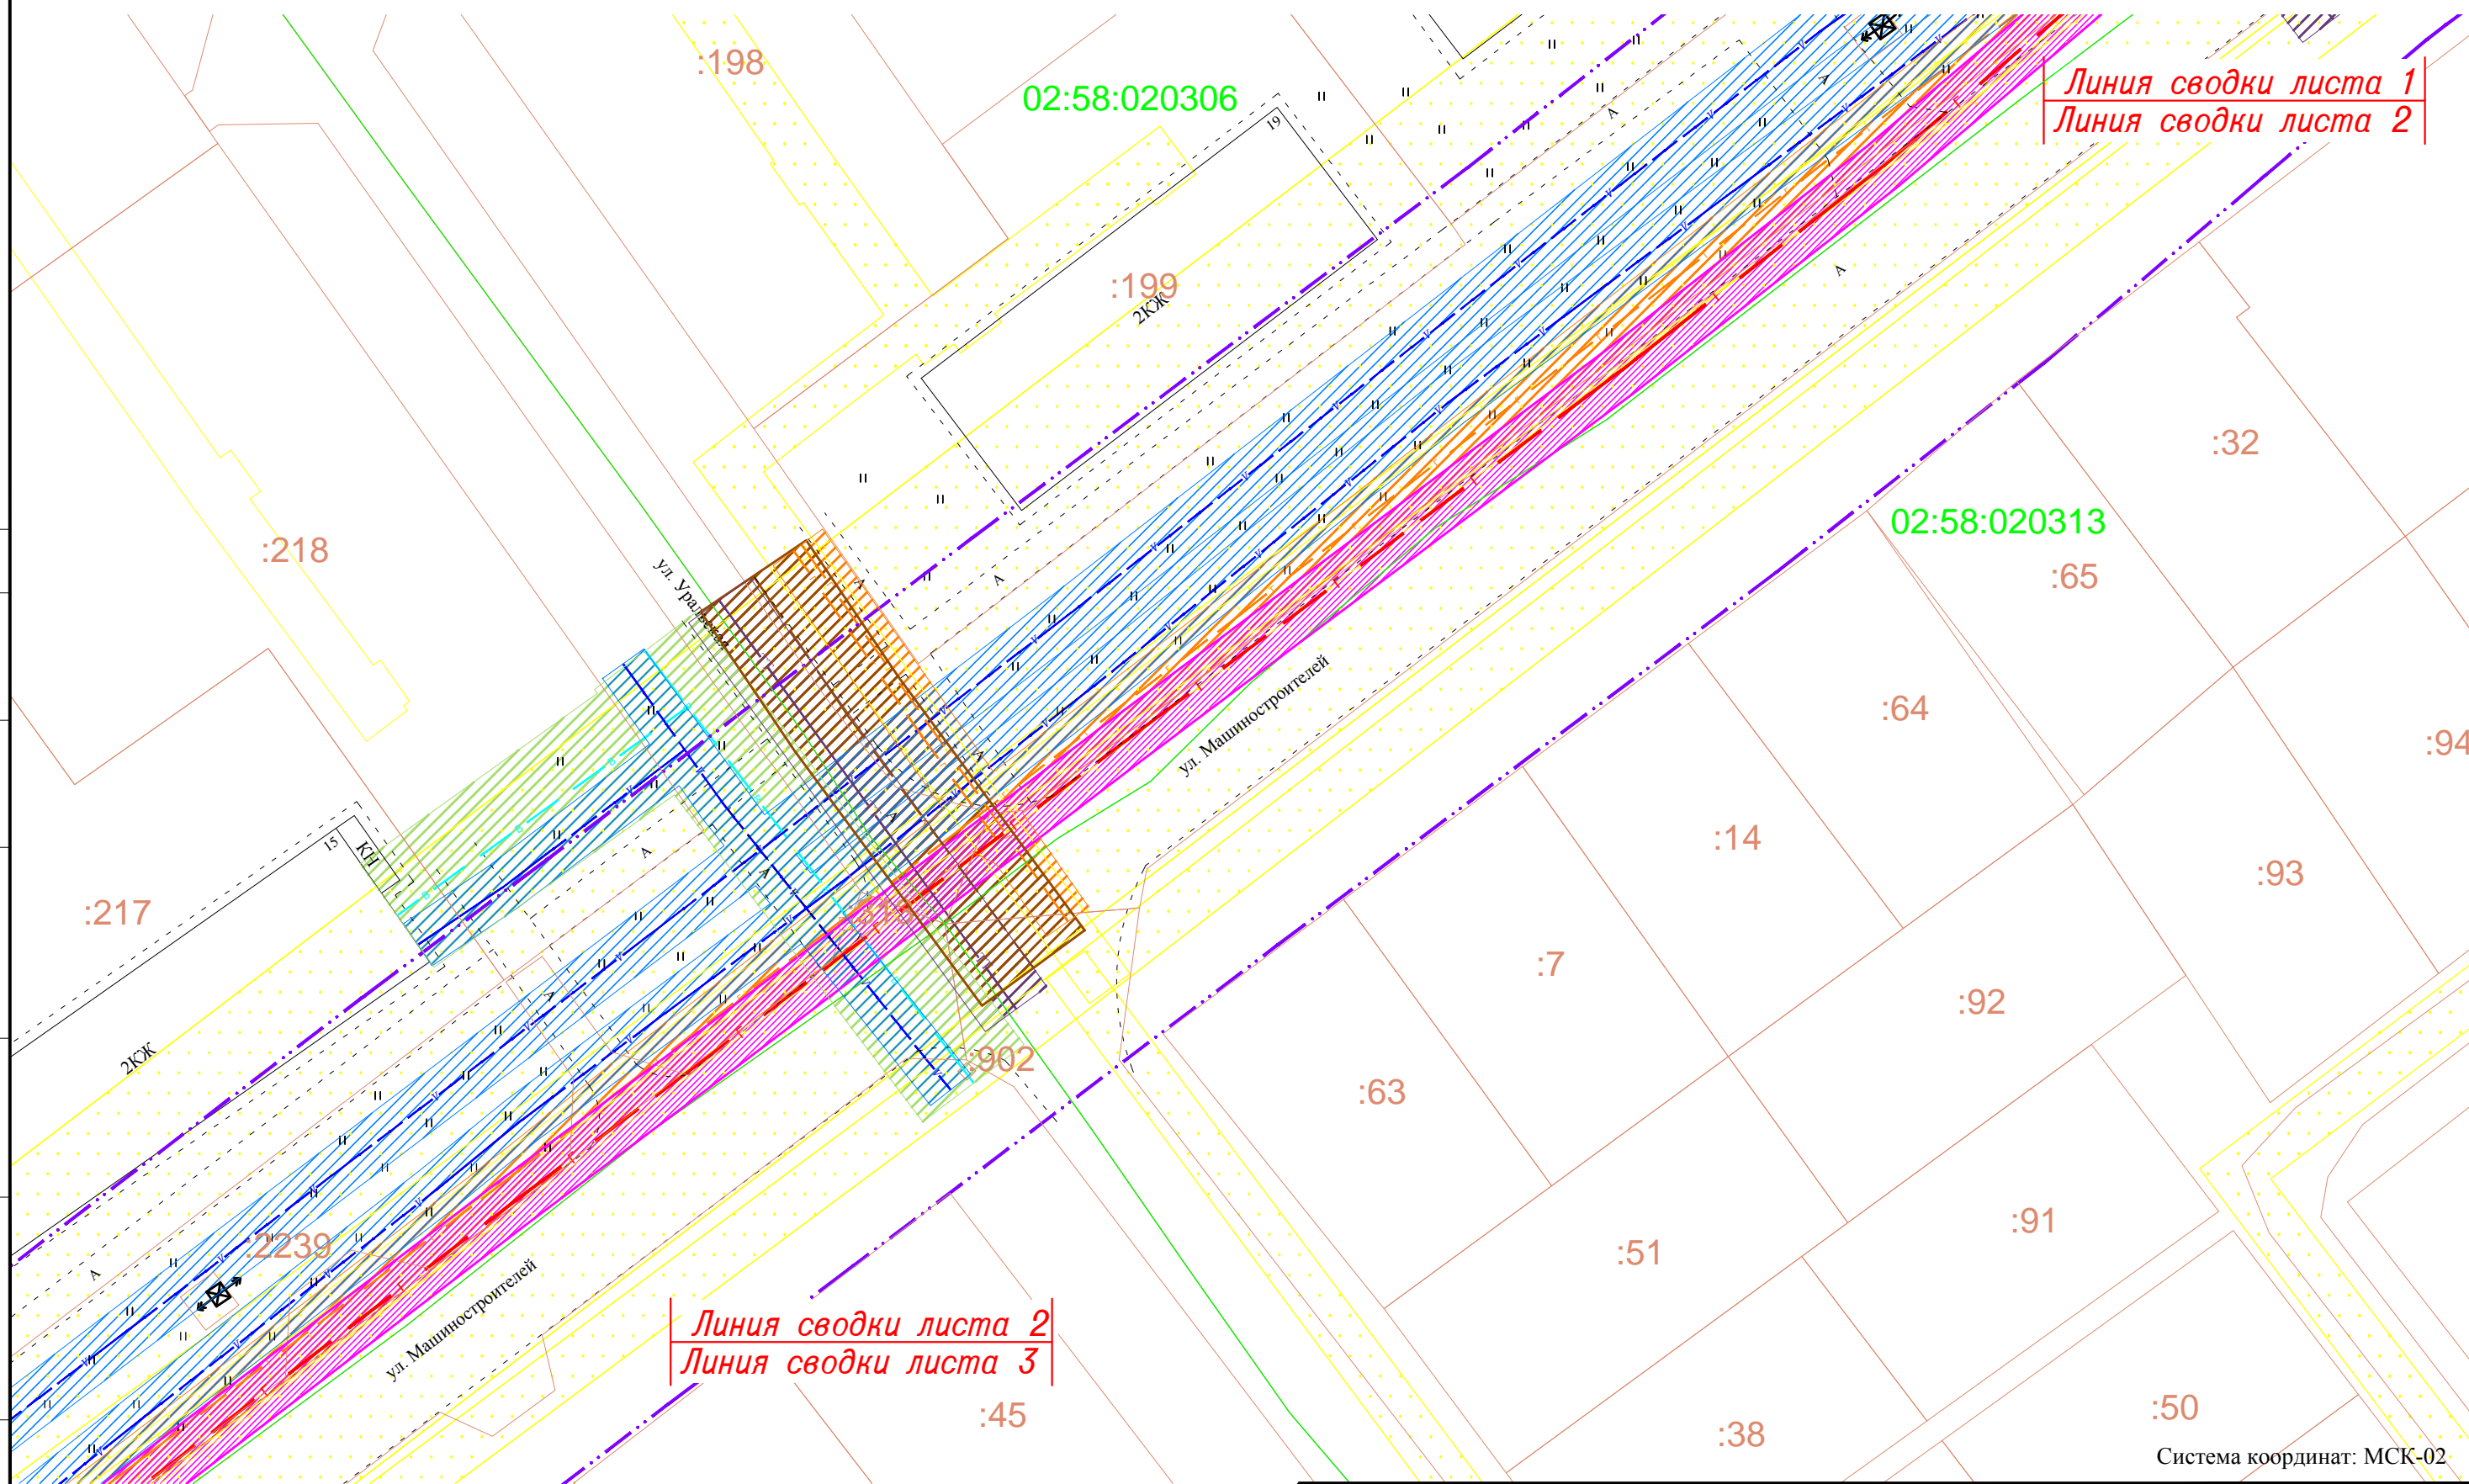 :198
02:58:020306
Линия сводки листа 1
Линия сводки листа 2
19
:199
2КЖ
:32
02:58:020313
:218
:65
ул. Уральская
ул. Машиностроителей
:64
:94
15
КН
:14
:93
:217
:7
:92
2КЖ
:902
:63
:91
:2239
:51
ул. Машиностроителей
Линия сводки листа 2
Линия сводки листа 3
:45
:38
:50
Система координат: МСК-02